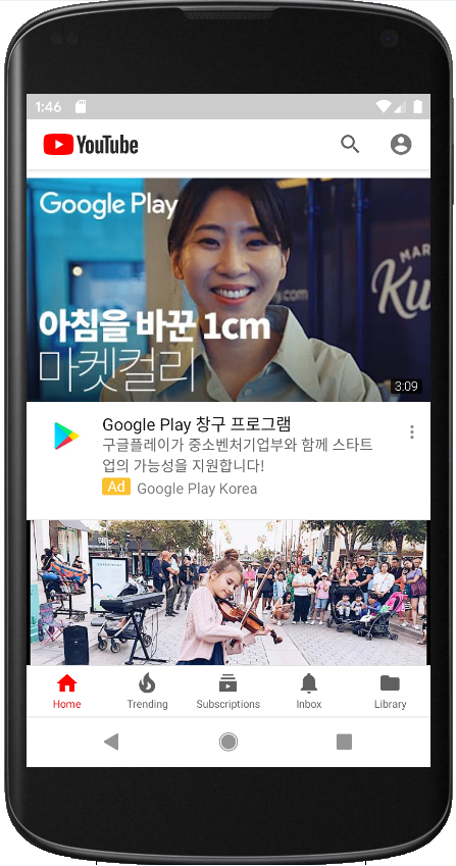 1:46
YouTube
Google Play
MAR
Ku
.com
아침을 바꾼 1cm
마켓컬리
3:09
Google Play 창구 프로그램
구글플레이가 중소벤처기업부와 함께 스타트
업의 가능성을 지원합니다!
Ad Google Play Korea
Home Trending Subscriptions Inbox Library